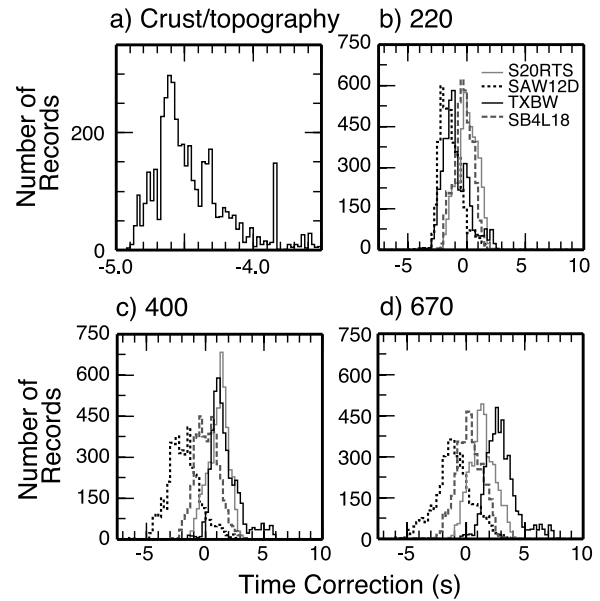 a) Crust/topography
b) 220
Number of
Records
200
0
-5.0
-4.0
750
600
450
300
150
0
S20RTS
SAW12D
TXBW
SB4L18
-5
0
5
10
c) 400
d) 670
Number of
Records
750
600
450
300
150
0
-5
0
5
10
750
600
450
300
150
0
-5
0
5
10
Time Correction (s)